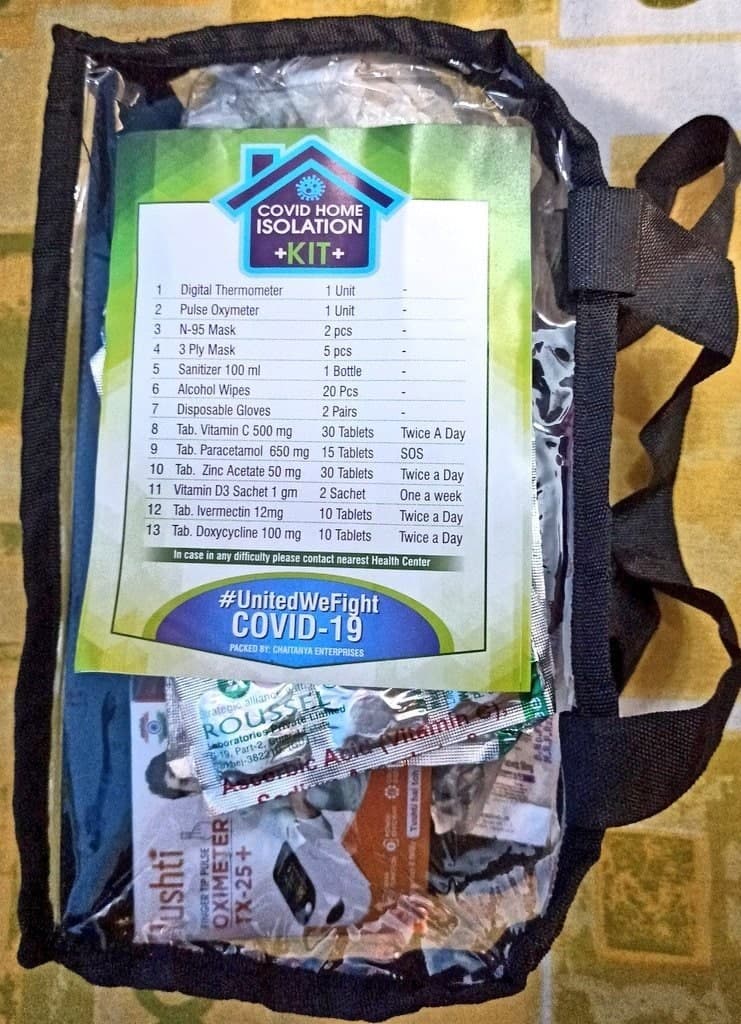 COVID HOME
ISOLATION
+KIT+
1 Digital Thermometer 1 Unit -
2 Pulse Oxymeter 1 Unit -
3 N-95 Mask 2 pcs -
4 3 Ply Mask 5 pcs -
5 Sanitizer 100 ml 1 Bottle -
6 Alcohol Wipes 20 Pcs -
7 Disposable Gloves 2 Pairs -
8 Tab. Vitamin C 500 mg 30 Tablets Twice A Day
9 Tab. Paracetamol 650 mg 15 Tablets SOS
10 Tab. Zinc Acetate 50 mg 30 Tablets Twice a Day
11 Vitamin D3 Sachet 1 gm 2 Sachet One a week
12 Tab. Ivermectin 12mg 10 Tablets Twice a Day
13 Tab. Doxycycline 100 mg 10 Tablets Twice a Day
In case in any difficulty please contact nearest Health Center
#UnitedWeFight
COVID-19
PACKED BY: CHAITANYA ENTERPRISES
ROUSSEL
Laboratories Private Limited
Ascorbic Acid (Vitamin C),
Pushti
FINGER TIP PULSE
OXIMETER
TX-25+